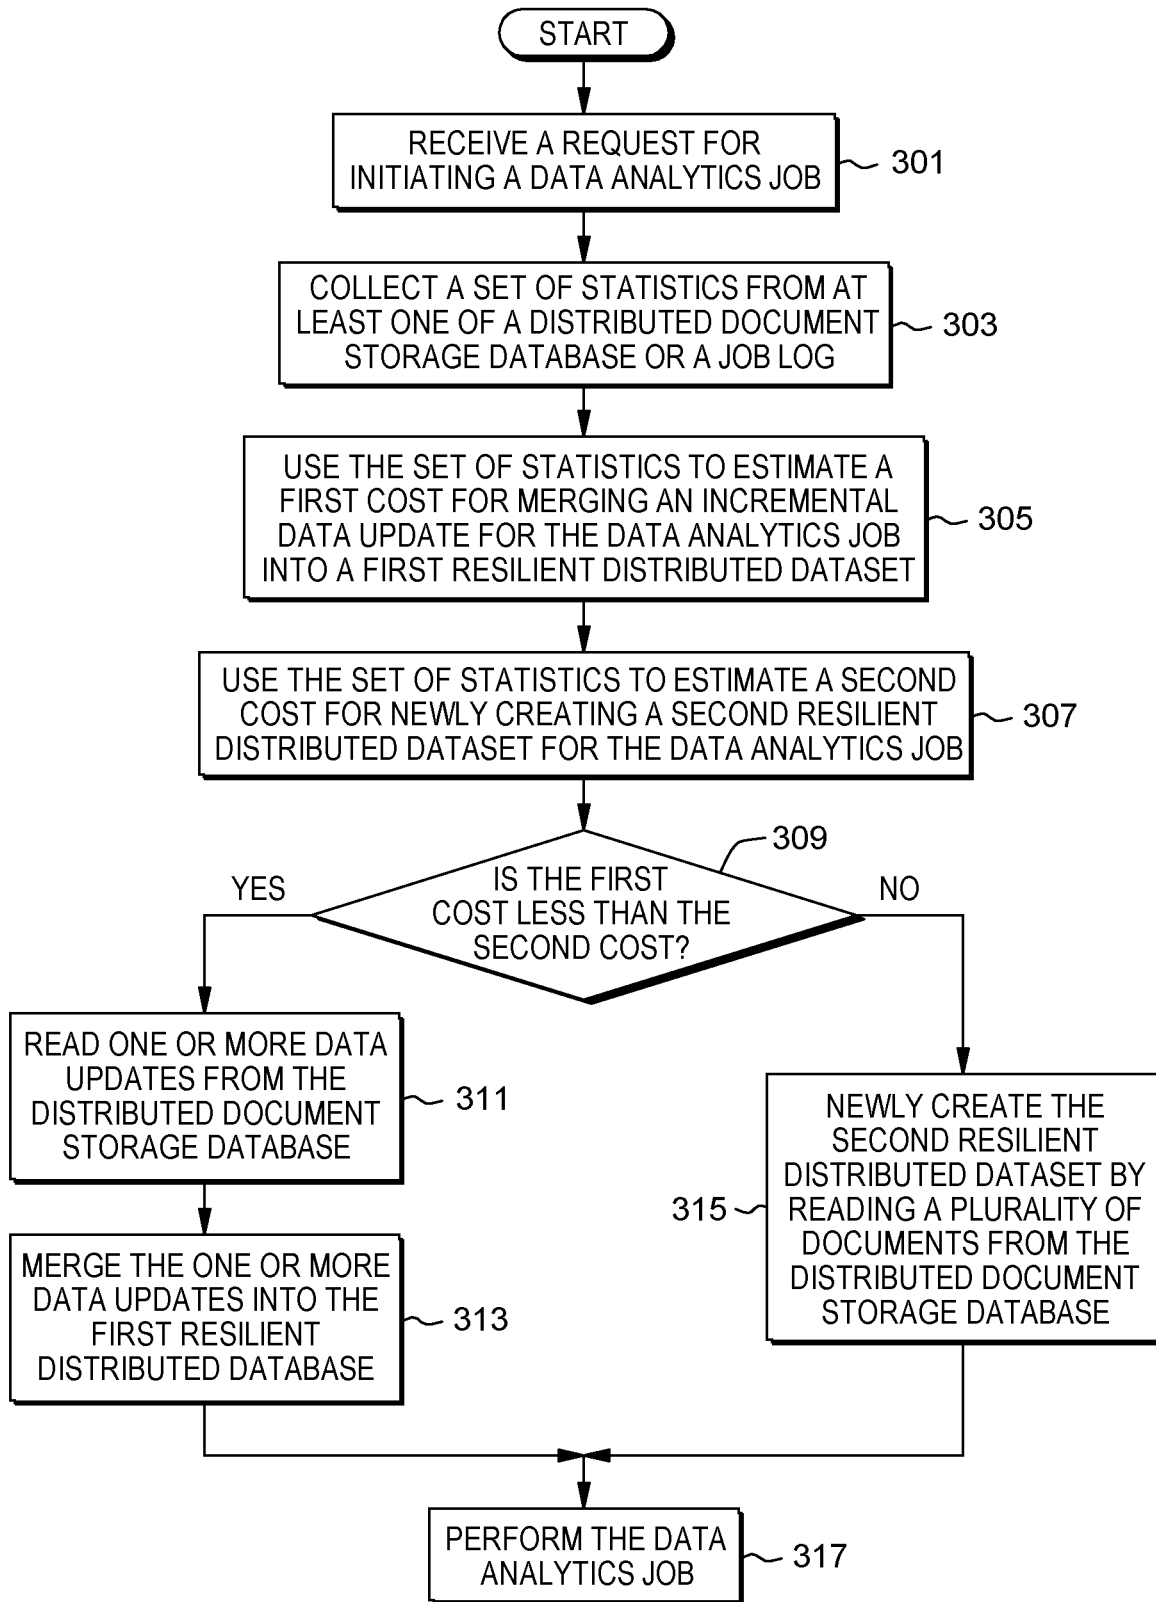 START
RECEIVE A REQUEST FOR
INITIATING A DATA ANALYTICS JOB
301
COLLECT A SET OF STATISTICS FROM AT
LEAST ONE OF A DISTRIBUTED DOCUMENT
STORAGE DATABASE OR A JOB LOG
303
USE THE SET OF STATISTICS TO ESTIMATE A
FIRST COST FOR MERGING AN INCREMENTAL
DATA UPDATE FOR THE DATA ANALYTICS JOB
INTO A FIRST RESILIENT DISTRIBUTED DATASET
305
USE THE SET OF STATISTICS TO ESTIMATE A SECOND
COST FOR NEWLY CREATING A SECOND RESILIENT
DISTRIBUTED DATASET FOR THE DATA ANALYTICS JOB
307
309
IS THE FIRST
COST LESS THAN THE
SECOND COST?
YES
NO
READ ONE OR MORE DATA
UPDATES FROM THE
DISTRIBUTED DOCUMENT
STORAGE DATABASE
311
MERGE THE ONE OR MORE
DATA UPDATES INTO THE
FIRST RESILIENT
DISTRIBUTED DATABASE
313
NEWLY CREATE THE
SECOND RESILIENT
DISTRIBUTED DATASET BY
READING A PLURALITY OF
DOCUMENTS FROM THE
DISTRIBUTED DOCUMENT
STORAGE DATABASE
315
PERFORM THE DATA
ANALYTICS JOB
317